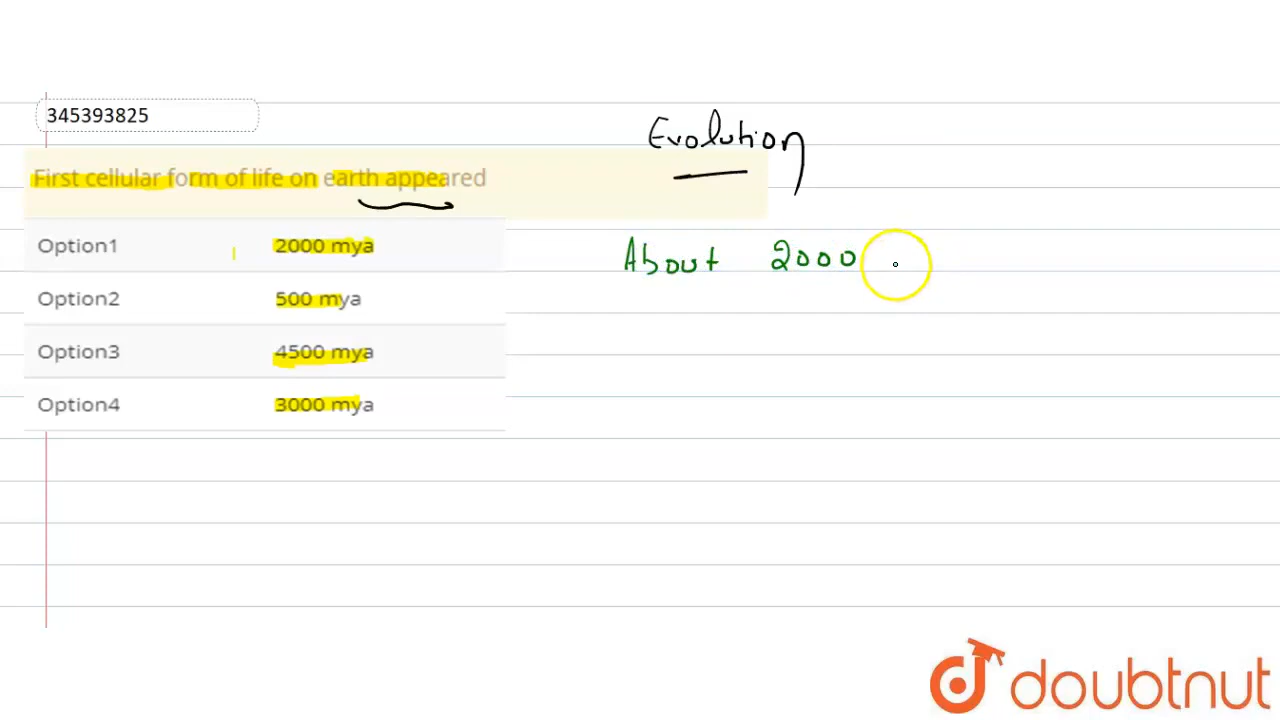 345393825
Evolution
First cellular form of life on earth appeared
Option1 2000 mya
About 2000
Option2 500 mya
Option3 4500 mya
Option4 3000 mya
doubtnut